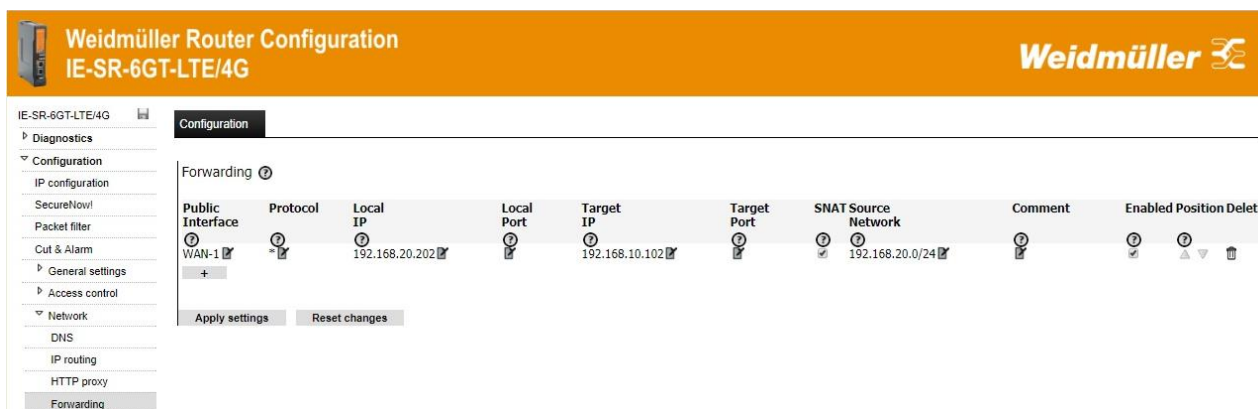 Weidmüller Router Configuration
IE-SR-6GT-LTE/4G
Weidmüller
IE-SR-6GT-LTE/4G
Diagnostics
Configuration
IP configuration
SecureNow!
Packet filter
Cut & Alarm
General settings
Access control
Network
DNS
IP routing
HTTP proxy
Forwarding
Configuration
Forwarding ?
Public Interface Protocol Local IP Local Port Target IP Target Port SNAT Source Network Comment Enabled Position Delet
? ? ? ? ? ? ? ? ? ? ?
WAN-1 * 192.168.20.202 192.168.10.102 192.168.20.0/24
+
Apply settings Reset changes